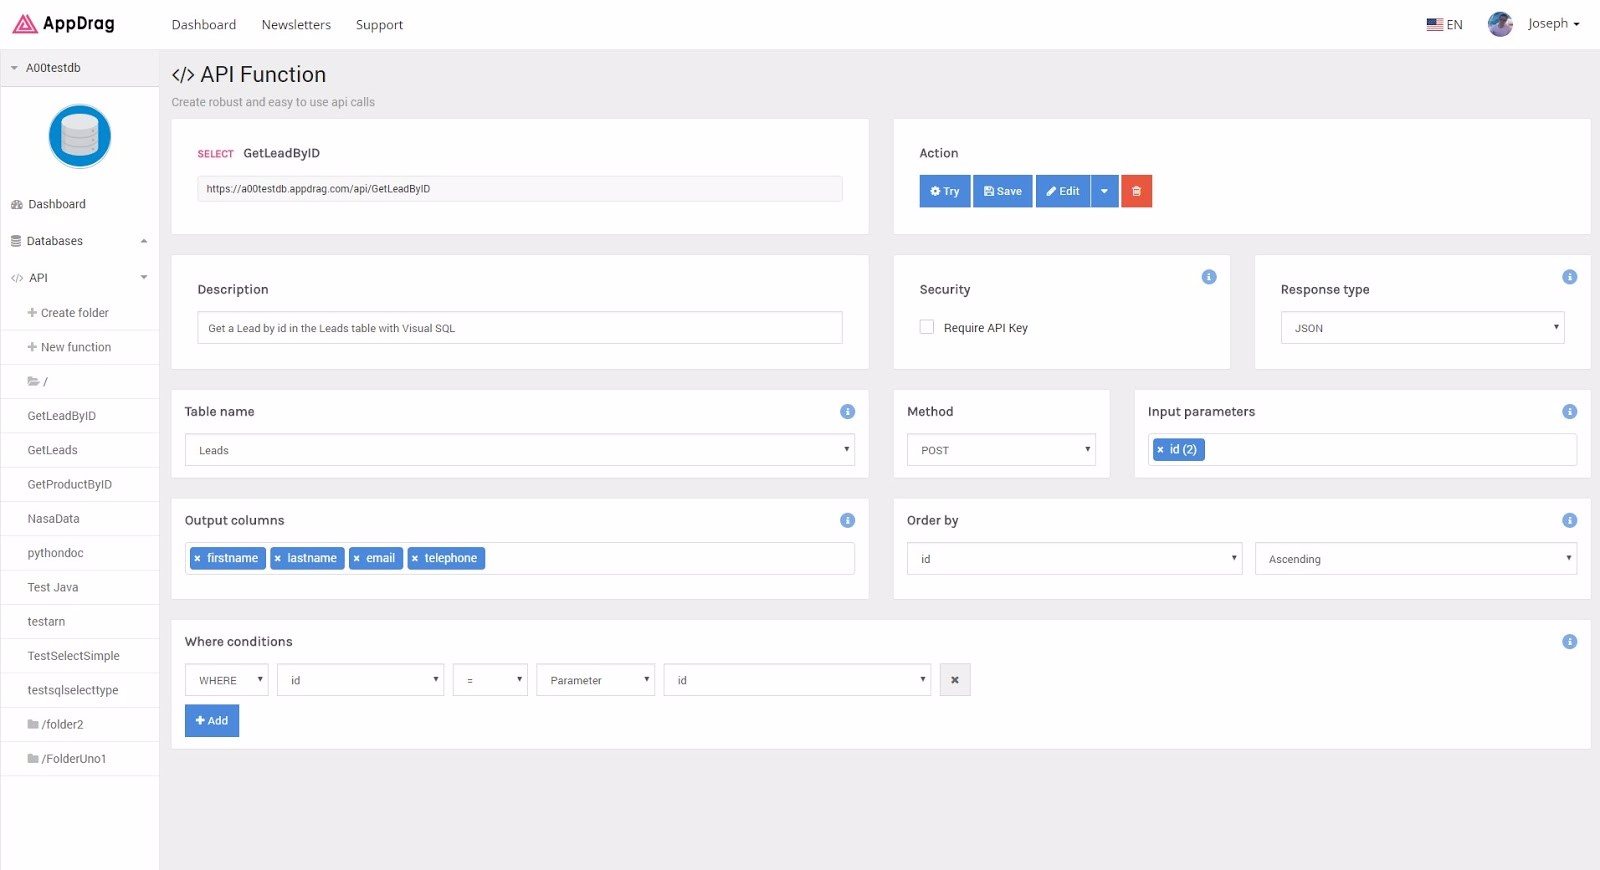 AppDrag
Dashboard Newsletters Support
EN
Joseph
A00testdb
Dashboard
Databases
</> API
Create folder
New function
/
GetLeadByID
GetLeads
GetProductByID
NasaData
pythondoc
Test Java
testarn
TestSelectSimple
testsqlselecttype
/folder2
/FolderUno1
</> API Function
Create robust and easy to use api calls
SELECT GetLeadByID
https://a00testdb.appdrag.com/api/GetLeadByID
Action
Try Save Edit
Description
Get a Lead by id in the Leads table with Visual SQL
Security
Require API Key
Response type
JSON
Table name
Leads
Method
POST
Input parameters
× id (2)
Output columns
× firstname × lastname × email × telephone
Order by
id Ascending
Where conditions
WHERE id = Parameter id
+ Add